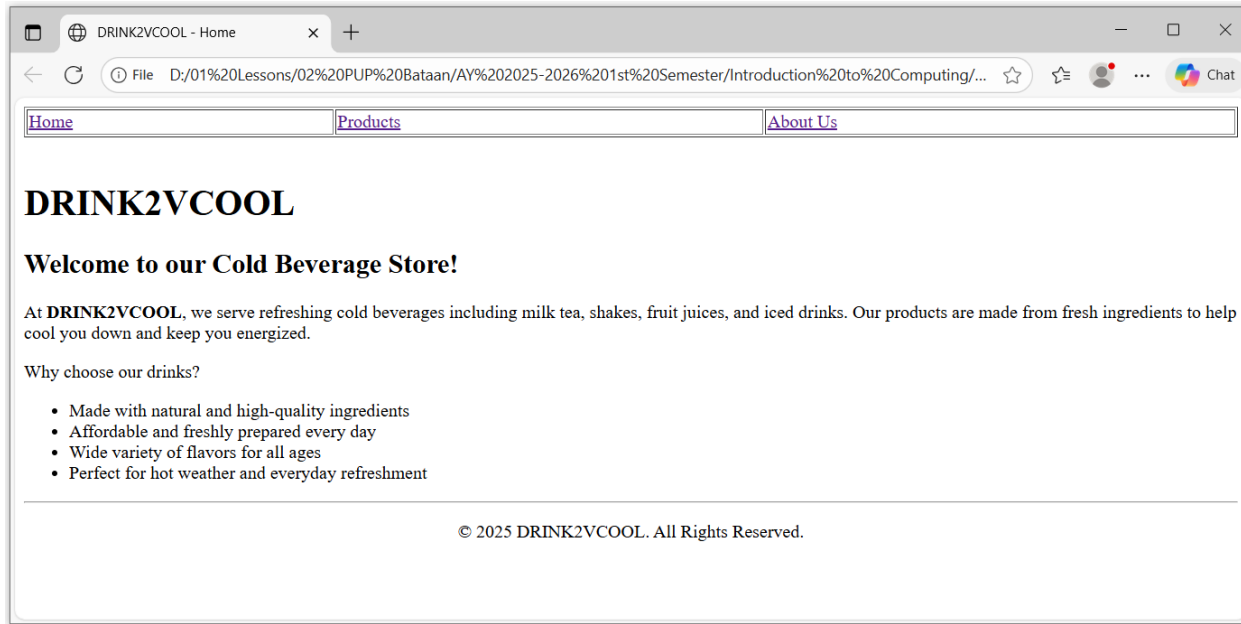 DRINK2VCOOL - Home
File D:/01%20Lessons/02%20PUP%20Bataan/AY%202025-2026%201st%20Semester/Introduction%20to%20Computing/... Chat
Home Products About Us
DRINK2VCOOL
Welcome to our Cold Beverage Store!
At DRINK2VCOOL, we serve refreshing cold beverages including milk tea, shakes, fruit juices, and iced drinks. Our products are made from fresh ingredients to help
cool you down and keep you energized.
Why choose our drinks?
• Made with natural and high-quality ingredients
• Affordable and freshly prepared every day
• Wide variety of flavors for all ages
• Perfect for hot weather and everyday refreshment
© 2025 DRINK2VCOOL. All Rights Reserved.